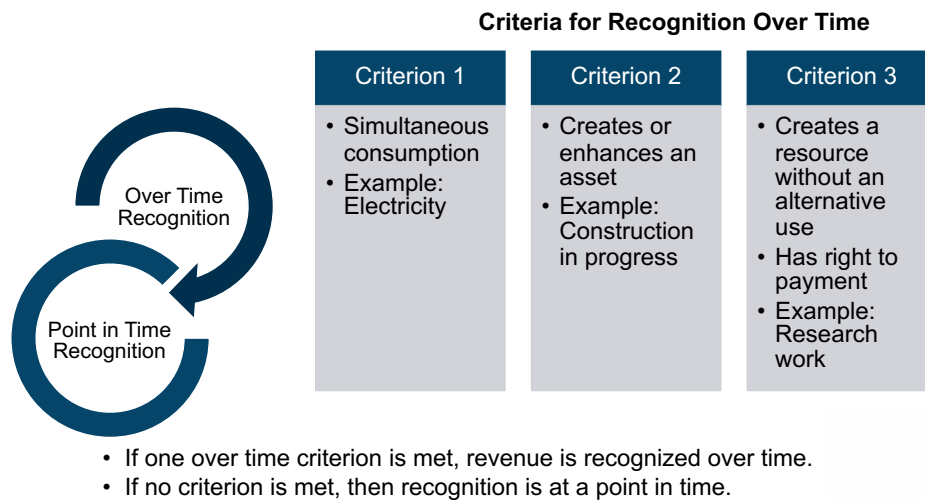 Criteria for Recognition Over Time
Over Time
Recognition
Point in Time
Recognition
Criterion 1
• Simultaneous
consumption
• Example:
Electricity
Criterion 2
• Creates or
enhances an
asset
• Example:
Construction
in progress
Criterion 3
• Creates a
resource
without an
alternative
use
• Has right to
payment
• Example:
Research
work
• If one over time criterion is met, revenue is recognized over time.
• If no criterion is met, then recognition is at a point in time.